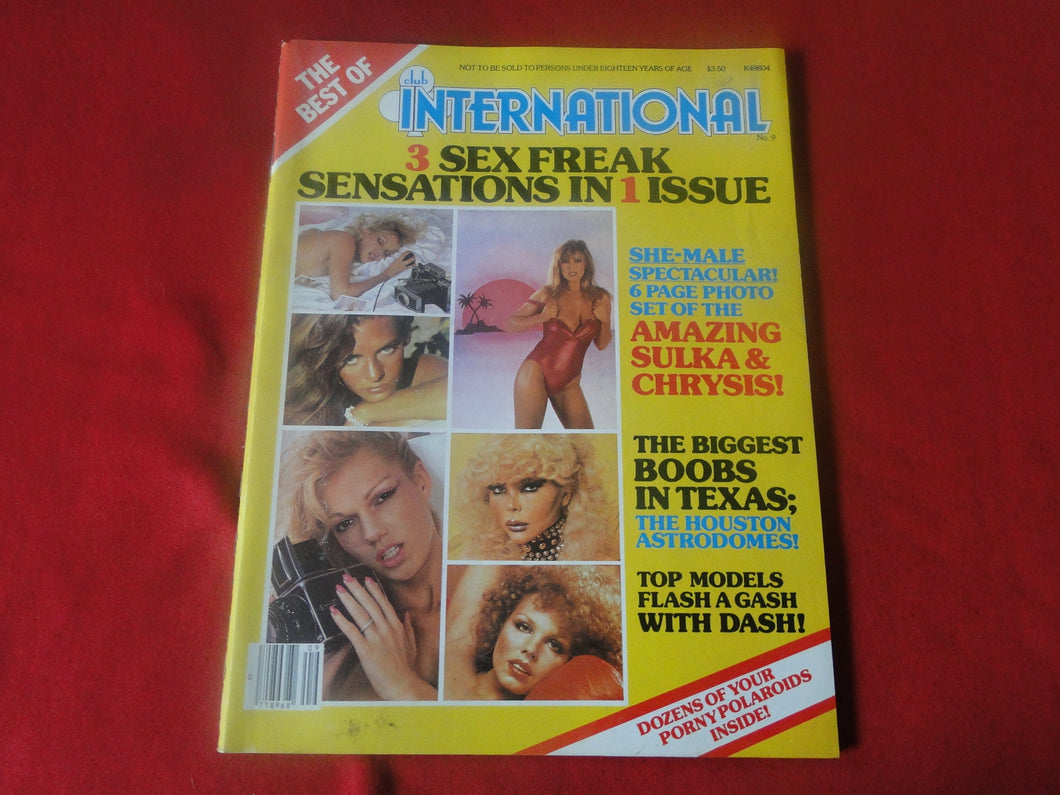 THE
BEST OF
NOT TO BE SOLD TO PERSONS UNDER EIGHTEEN YEARS OF AGE $3.50 K49804
club
INTERNATIONAL
No. 9
3 SEX FREAK
SENSATIONS IN 1 ISSUE
SHE-MALE
SPECTACULAR!
6 PAGE PHOTO
SET OF THE
AMAZING
SULKA &
CHRYSIS!
THE BIGGEST
BOOBS
IN TEXAS;
THE HOUSTON
ASTRODOMES!
TOP MODELS
FLASH A GASH
WITH DASH!
DOZENS OF YOUR
PORNY POLAROIDS
INSIDE!
09
718968